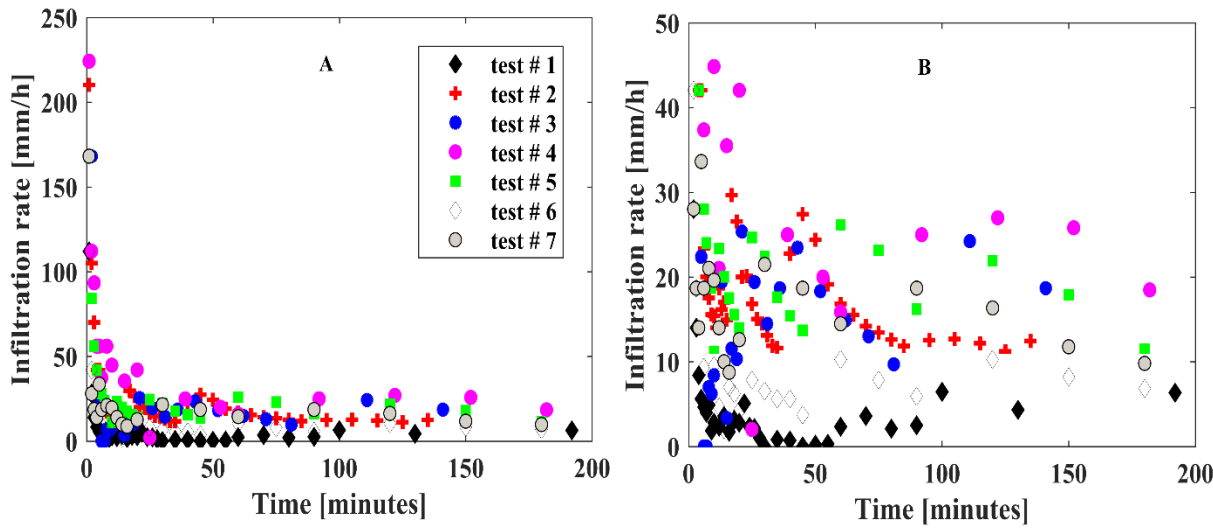 A
B
test # 1
test # 2
test # 3
test # 4
test # 5
test # 6
test # 7
Infiltration rate [mm/h]
250
200
150
100
50
0
0 50 100 150 200
Time [minutes]
Infiltration rate [mm/h]
50
40
30
20
10
0
0 50 100 150 200
Time [minutes]